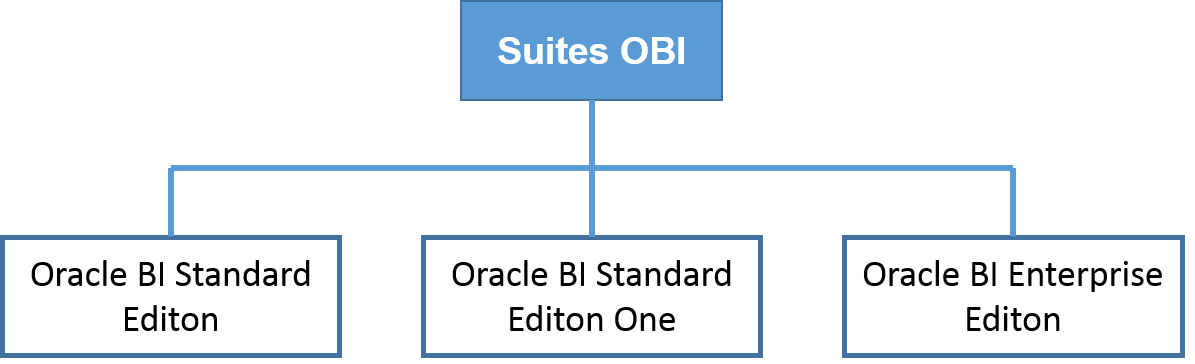 Suites OBI
Oracle BI Standard
Editon
Oracle BI Standard
Editon One
Oracle BI Enterprise
Editon